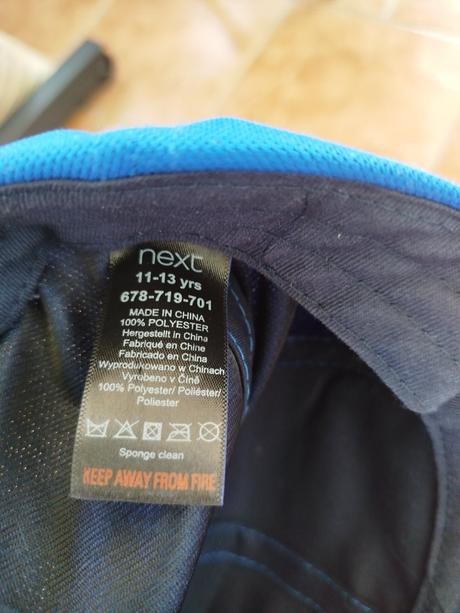 next
11-13 yrs
678-719-701
MADE IN CHINA
100% POLYESTER
Hergestellt in China
Fabriqué en Chine
Fabricado en China
Wyprodukowano w Chinach
Vyrobeno v Číně
100% Polyester/ Poliéster/
Poliester
Sponge clean
KEEP AWAY FROM FIRE